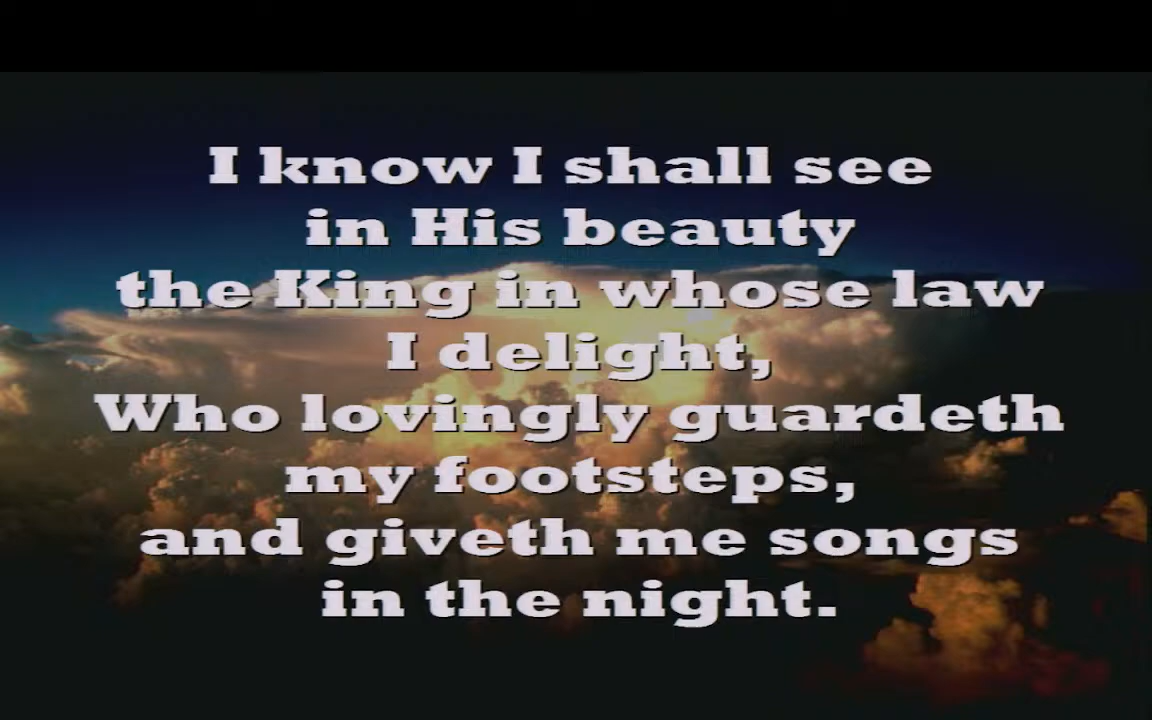 I know I shall see
in His beauty
the King in whose law
I delight,
Who lovingly guardeth
my footsteps,
and giveth me songs
in the night.